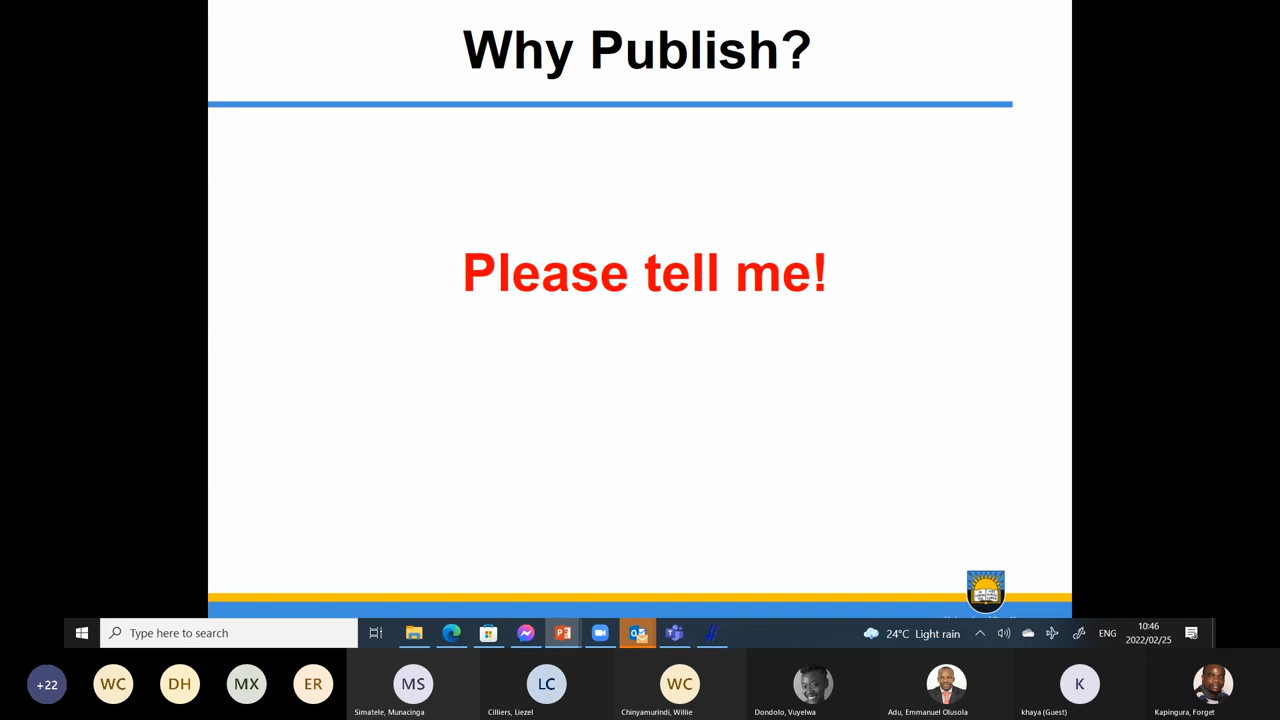 Why Publish?
Please tell me!
Type here to search
24°C Light rain
ENG
10:46
2022/02/25
+22
WC
DH
MX
ER
MS
Simatele, Munacinga
LC
Cilliers, Liezel
WC
Chinyamurindi, Willie
Dondolo, Vuyelwa
Adu, Emmanuel Olusola
K
khaya (Guest)
Kapingura, Forget